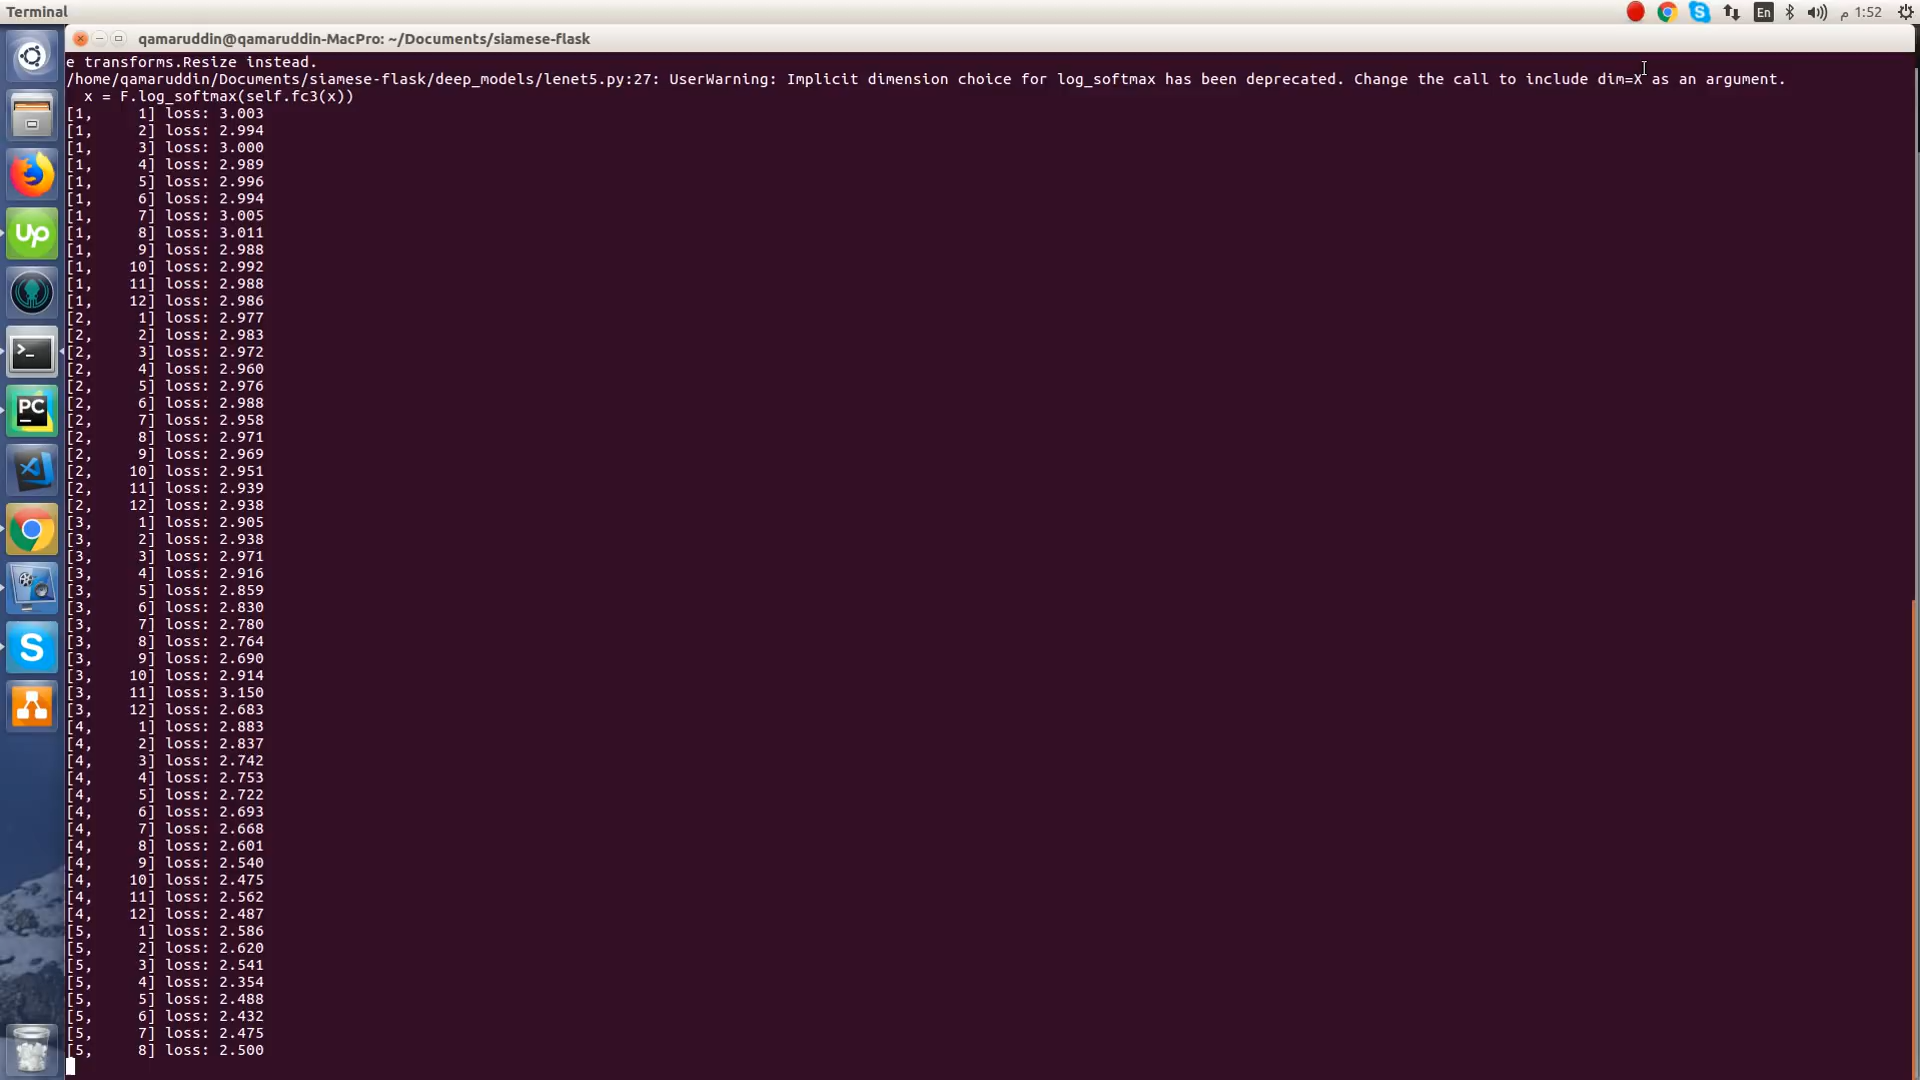 Terminal
En
م 1:52
qamaruddin@qamaruddin-MacPro: ~/Documents/siamese-flask
e transforms.Resize instead.
/home/qamaruddin/Documents/siamese-flask/deep_models/lenet5.py:27: UserWarning: Implicit dimension choice for log_softmax has been deprecated. Change the call to include dim=X as an argument.
  x = F.log_softmax(self.fc3(x))
[1,     1] loss: 3.003
[1,     2] loss: 2.994
[1,     3] loss: 3.000
[1,     4] loss: 2.989
[1,     5] loss: 2.996
[1,     6] loss: 2.994
[1,     7] loss: 3.005
[1,     8] loss: 3.011
[1,     9] loss: 2.988
[1,    10] loss: 2.992
[1,    11] loss: 2.988
[1,    12] loss: 2.986
[2,     1] loss: 2.977
[2,     2] loss: 2.983
[2,     3] loss: 2.972
[2,     4] loss: 2.960
[2,     5] loss: 2.976
[2,     6] loss: 2.988
[2,     7] loss: 2.958
[2,     8] loss: 2.971
[2,     9] loss: 2.969
[2,    10] loss: 2.951
[2,    11] loss: 2.939
[2,    12] loss: 2.938
[3,     1] loss: 2.905
[3,     2] loss: 2.938
[3,     3] loss: 2.971
[3,     4] loss: 2.916
[3,     5] loss: 2.859
[3,     6] loss: 2.830
[3,     7] loss: 2.780
[3,     8] loss: 2.764
[3,     9] loss: 2.690
[3,    10] loss: 2.914
[3,    11] loss: 3.150
[3,    12] loss: 2.683
[4,     1] loss: 2.883
[4,     2] loss: 2.837
[4,     3] loss: 2.742
[4,     4] loss: 2.753
[4,     5] loss: 2.722
[4,     6] loss: 2.693
[4,     7] loss: 2.668
[4,     8] loss: 2.601
[4,     9] loss: 2.540
[4,    10] loss: 2.475
[4,    11] loss: 2.562
[4,    12] loss: 2.487
[5,     1] loss: 2.586
[5,     2] loss: 2.620
[5,     3] loss: 2.541
[5,     4] loss: 2.354
[5,     5] loss: 2.488
[5,     6] loss: 2.432
[5,     7] loss: 2.475
[5,     8] loss: 2.500
Up
PC
S